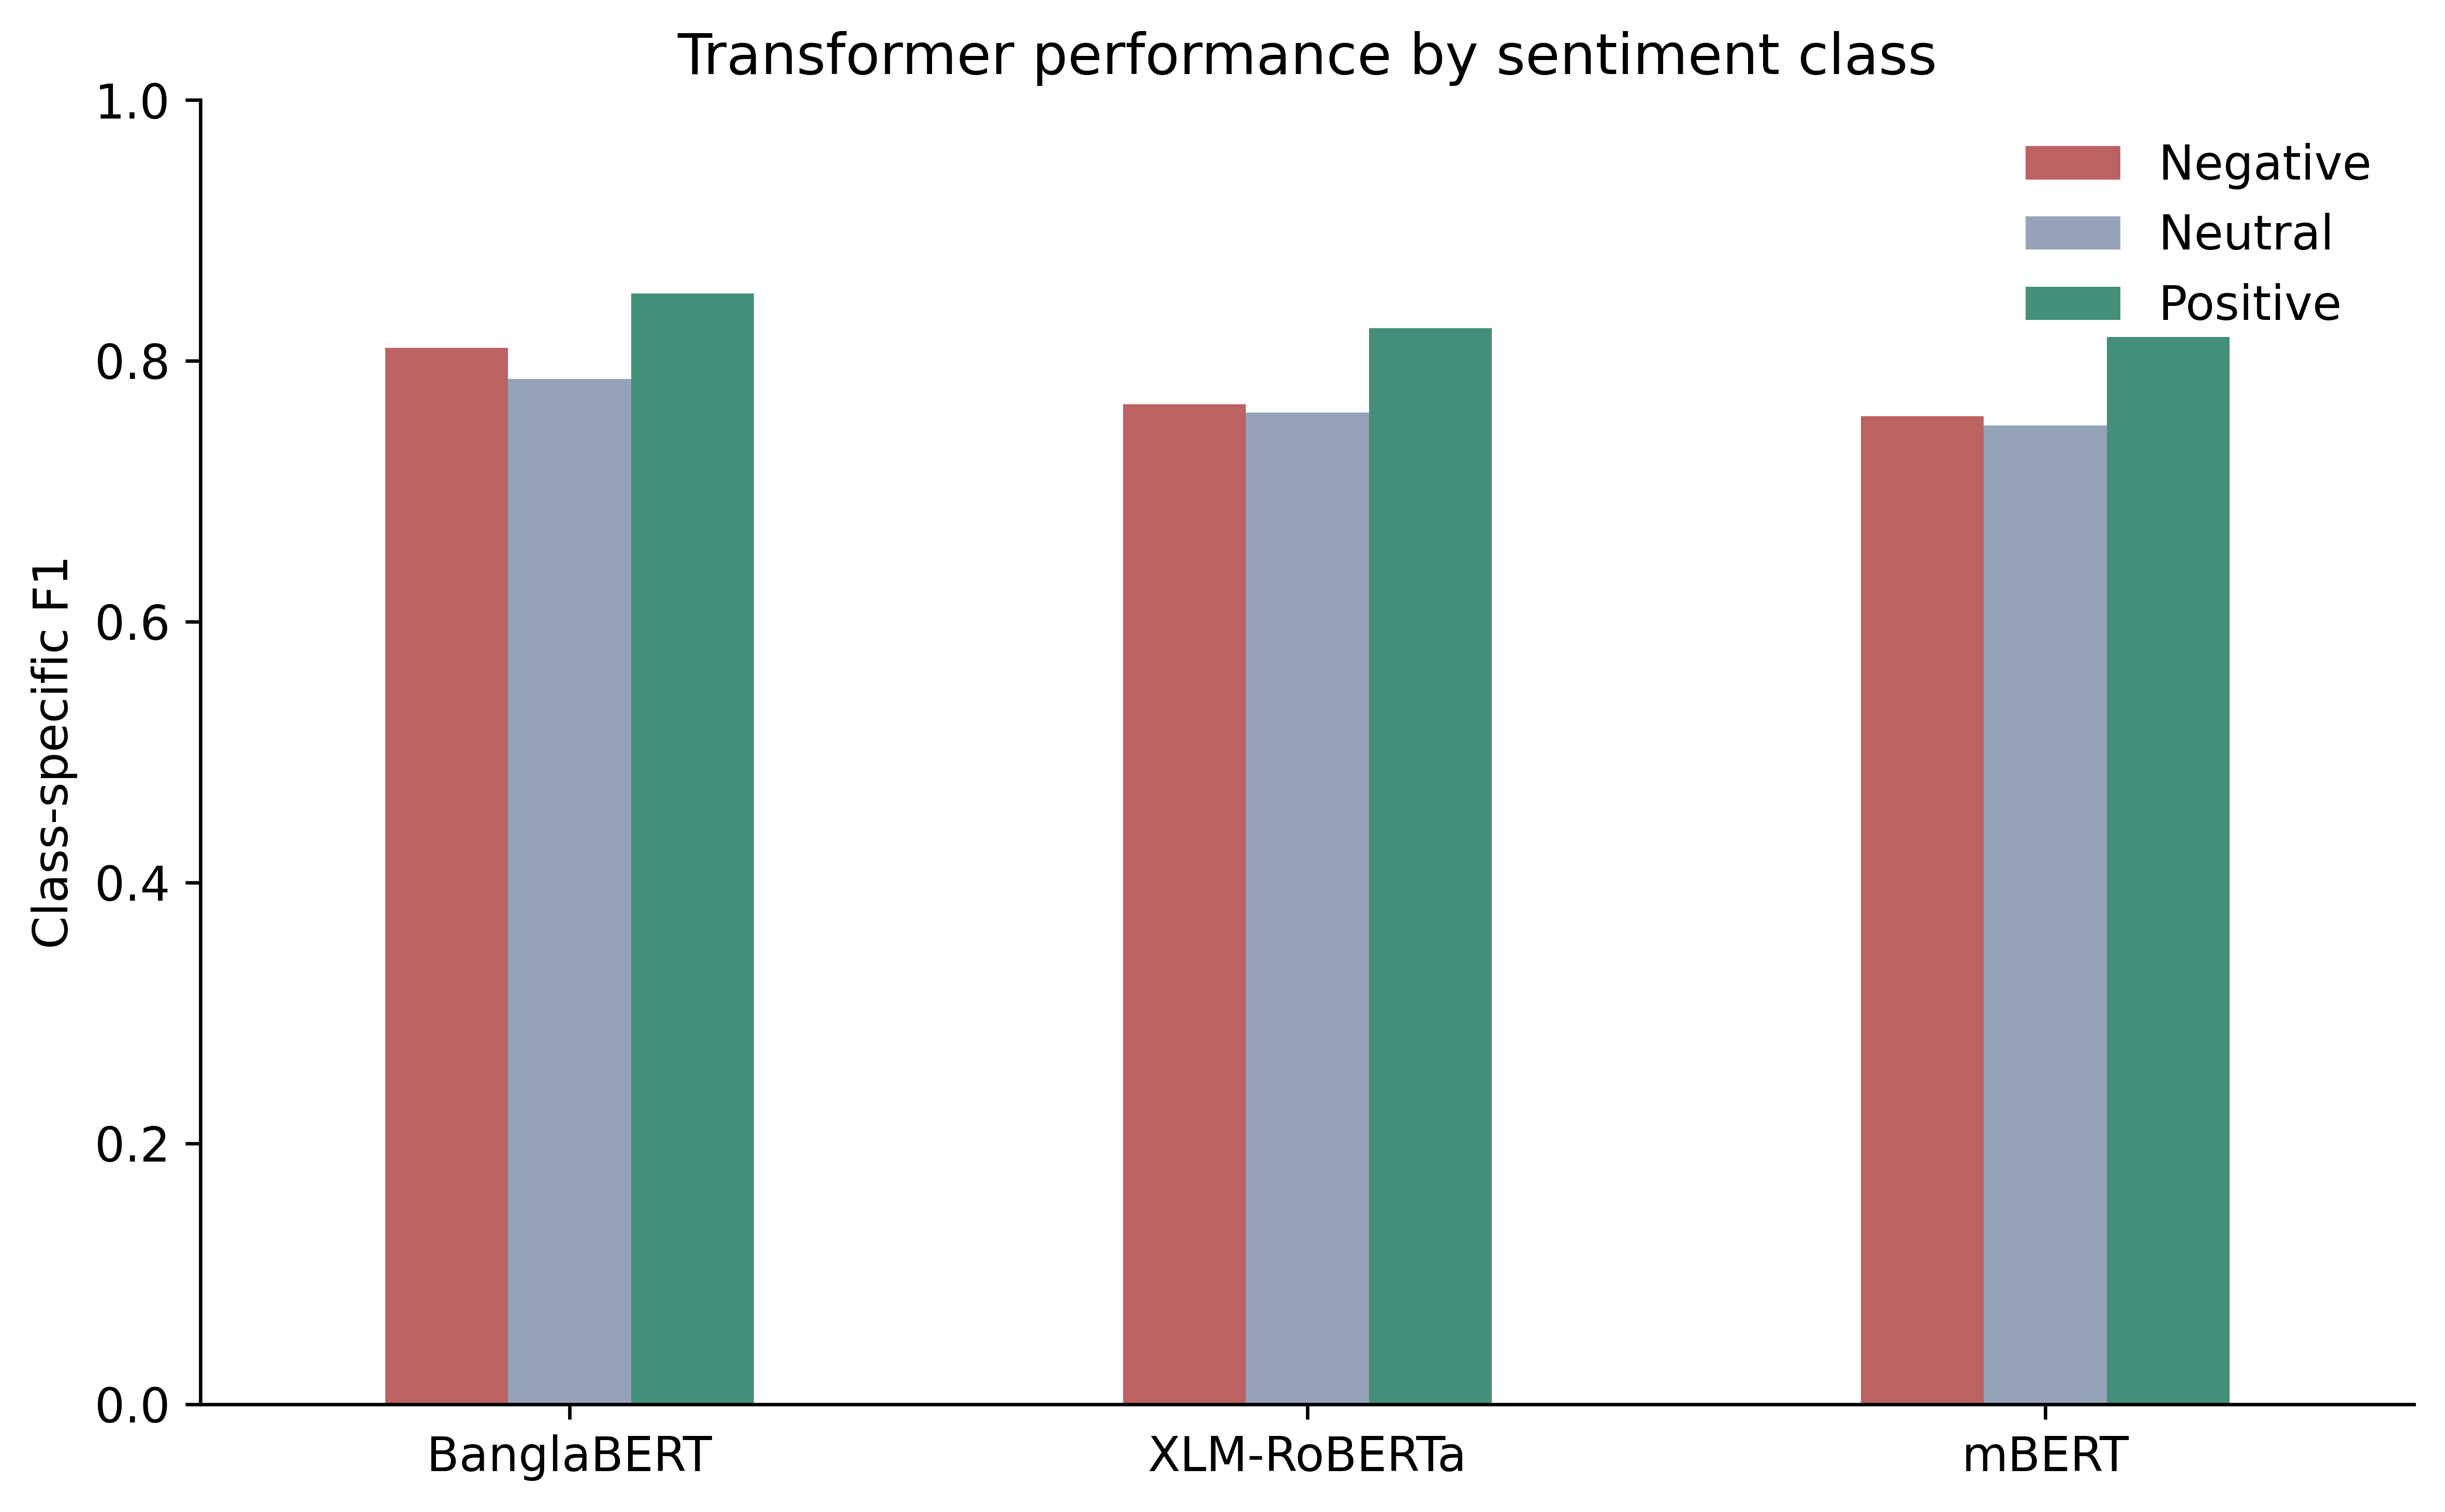 Transformer performance by sentiment class
1.0
0.8
0.6
0.4
0.2
0.0
Class-specific F1
Negative
Neutral
Positive
BanglaBERT
XLM-RoBERTa
mBERT